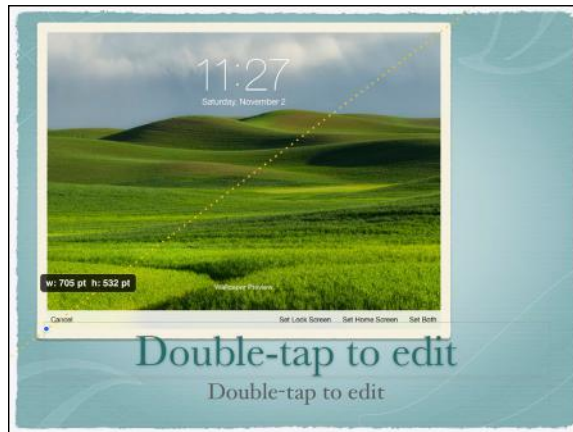 11:27
Saturday, November 2
w: 705 pt h: 532 pt
Wallpaper Preview
Cancel
Set Lock Screen Set Home Screen Set Both
Double-tap to edit
Double-tap to edit